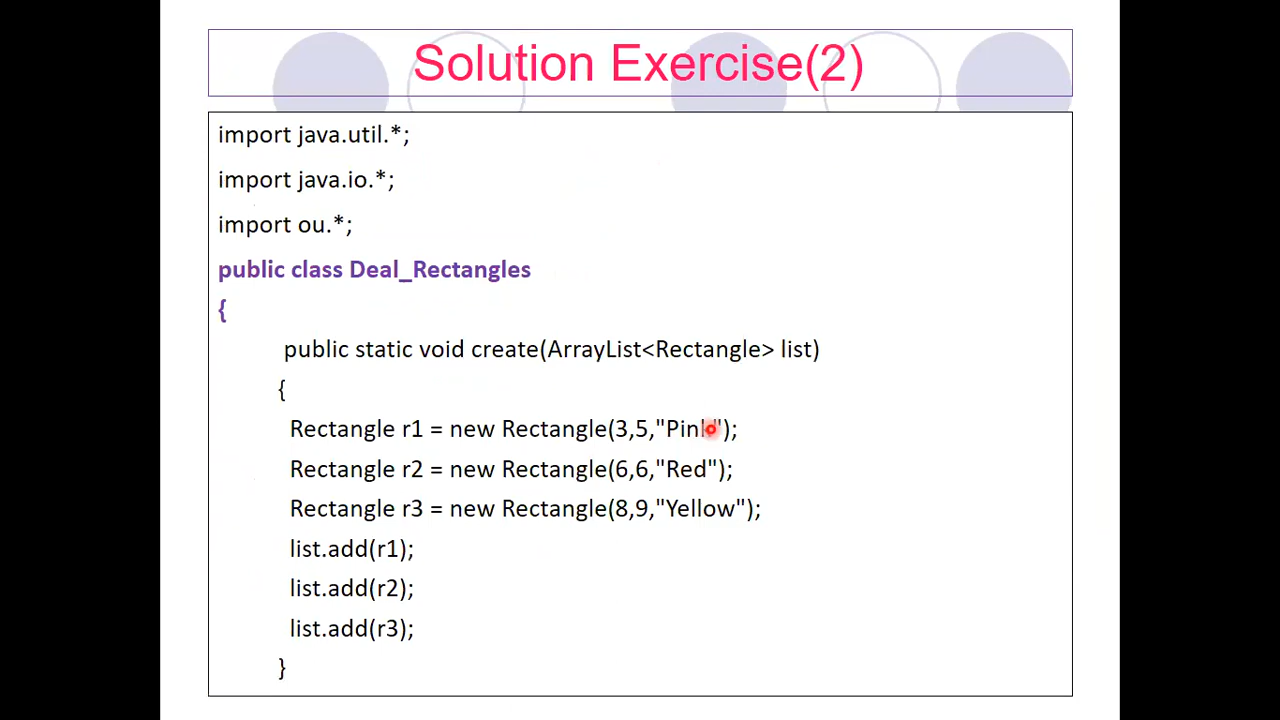 Solution Exercise(2)
import java.util.*;
import java.io.*;
import ou.*;
public class Deal_Rectangles
{
public static void create(ArrayList<Rectangle> list)
{
Rectangle r1 = new Rectangle(3,5,"Pink");
Rectangle r2 = new Rectangle(6,6,"Red");
Rectangle r3 = new Rectangle(8,9,"Yellow");
list.add(r1);
list.add(r2);
list.add(r3);
}